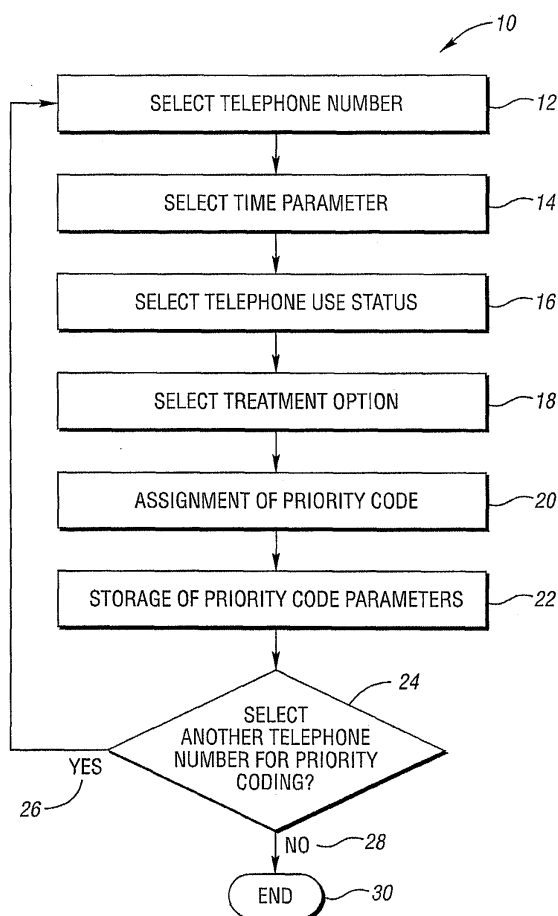 10
SELECT TELEPHONE NUMBER
12
SELECT TIME PARAMETER
14
SELECT TELEPHONE USE STATUS
16
SELECT TREATMENT OPTION
18
ASSIGNMENT OF PRIORITY CODE
20
STORAGE OF PRIORITY CODE PARAMETERS
22
24
SELECT
ANOTHER TELEPHONE
NUMBER FOR PRIORITY
CODING?
YES
26
NO
28
END
30